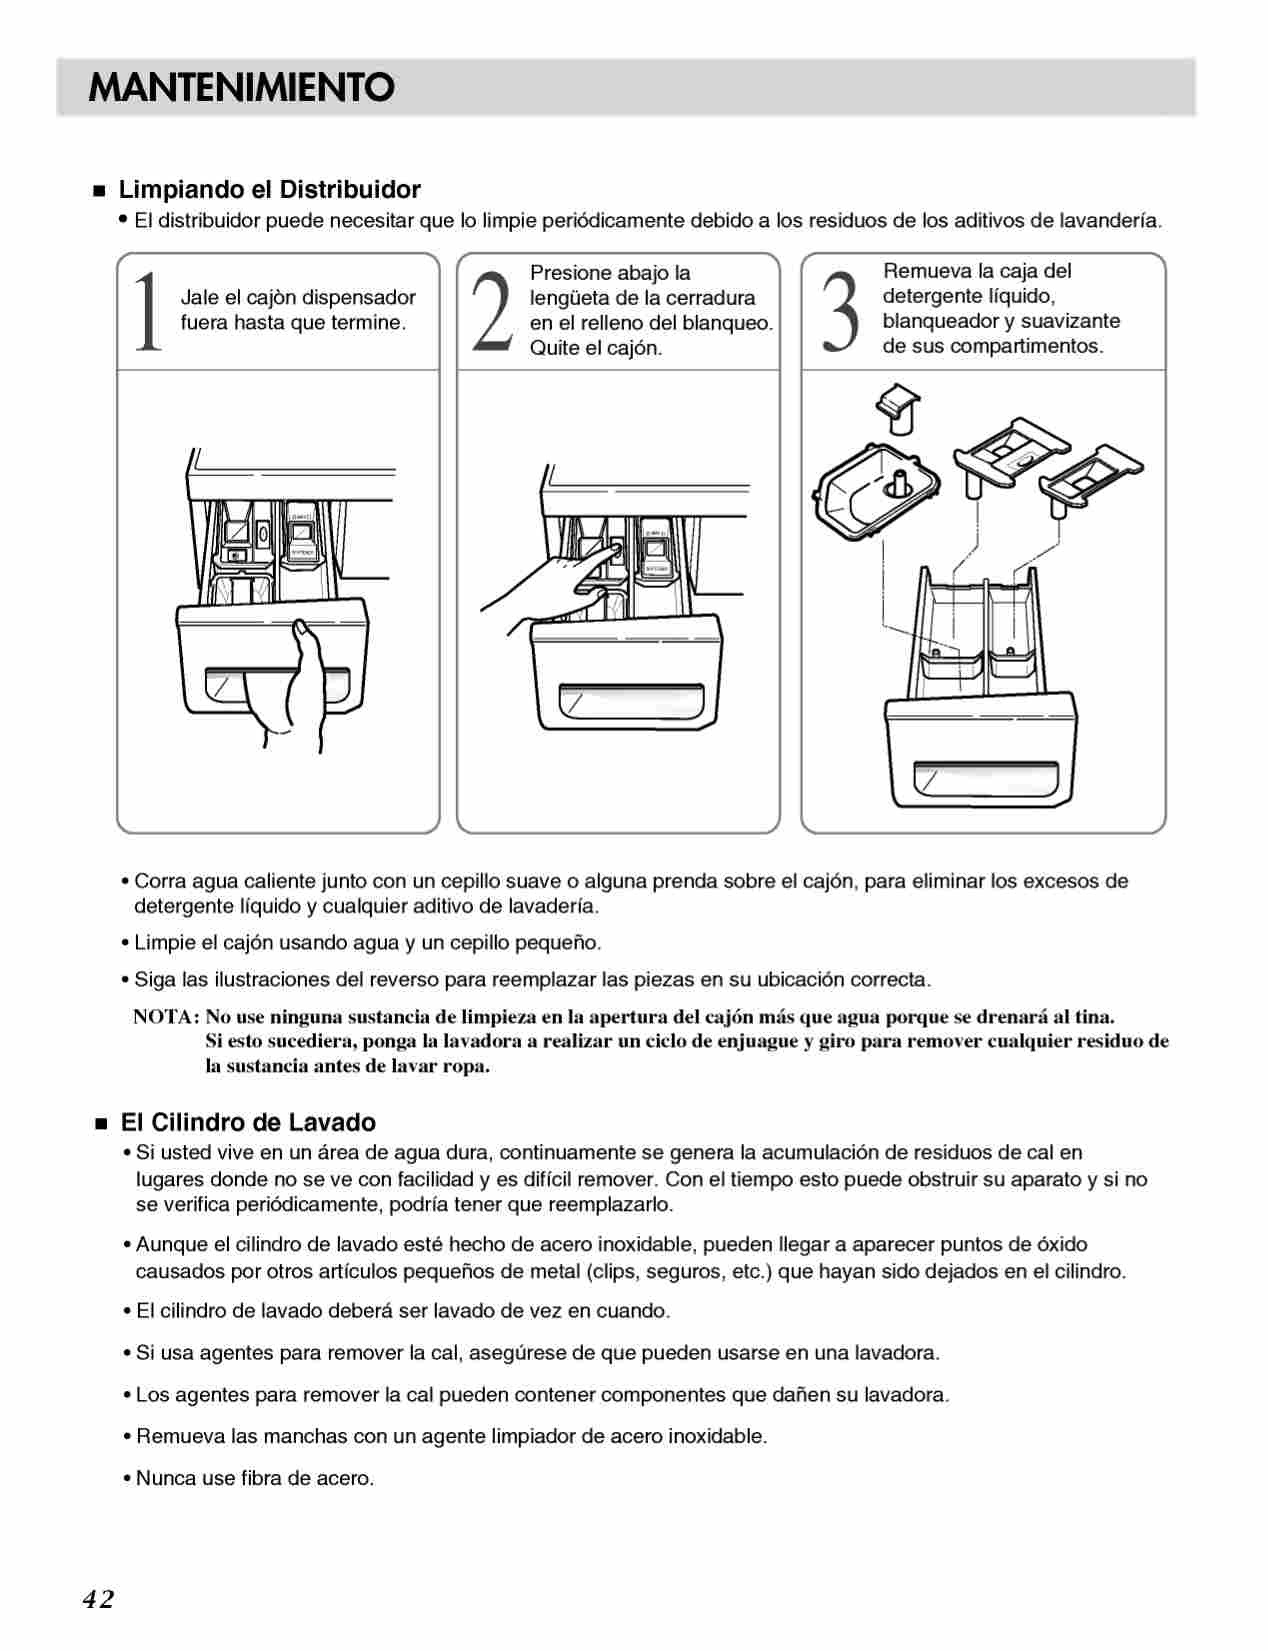 MANTENIMIENTO
■ Limpiando el Distribuidor
• El distribuidor puede necesitar que lo limpie periódicamente debido a los residuos de los aditivos de lavandería.
1
Jale el cajòn dispensador
fuera hasta que termine.
2
Presione abajo la
lengüeta de la cerradura
en el relleno del blanqueo.
Quite el cajón.
3
Remueva la caja del
detergente líquido,
blanqueador y suavizante
de sus compartimentos.
• Corra agua caliente junto con un cepillo suave o alguna prenda sobre el cajón, para eliminar los excesos de
detergente líquido y cualquier aditivo de lavadería.
• Limpie el cajón usando agua y un cepillo pequeño.
• Siga las ilustraciones del reverso para reemplazar las piezas en su ubicación correcta.
NOTA: No use ninguna sustancia de limpieza en la apertura del cajón más que agua porque se drenará al tina.
Si esto sucediera, ponga la lavadora a realizar un ciclo de enjuague y giro para remover cualquier residuo de
la sustancia antes de lavar ropa.
■ El Cilindro de Lavado
• Si usted vive en un área de agua dura, continuamente se genera la acumulación de residuos de cal en
lugares donde no se ve con facilidad y es difícil remover. Con el tiempo esto puede obstruir su aparato y si no
se verifica periódicamente, podría tener que reemplazarlo.
• Aunque el cilindro de lavado esté hecho de acero inoxidable, pueden llegar a aparecer puntos de óxido
causados por otros artículos pequeños de metal (clips, seguros, etc.) que hayan sido dejados en el cilindro.
• El cilindro de lavado deberá ser lavado de vez en cuando.
• Si usa agentes para remover la cal, asegúrese de que pueden usarse en una lavadora.
• Los agentes para remover la cal pueden contener componentes que dañen su lavadora.
• Remueva las manchas con un agente limpiador de acero inoxidable.
• Nunca use fibra de acero.
42